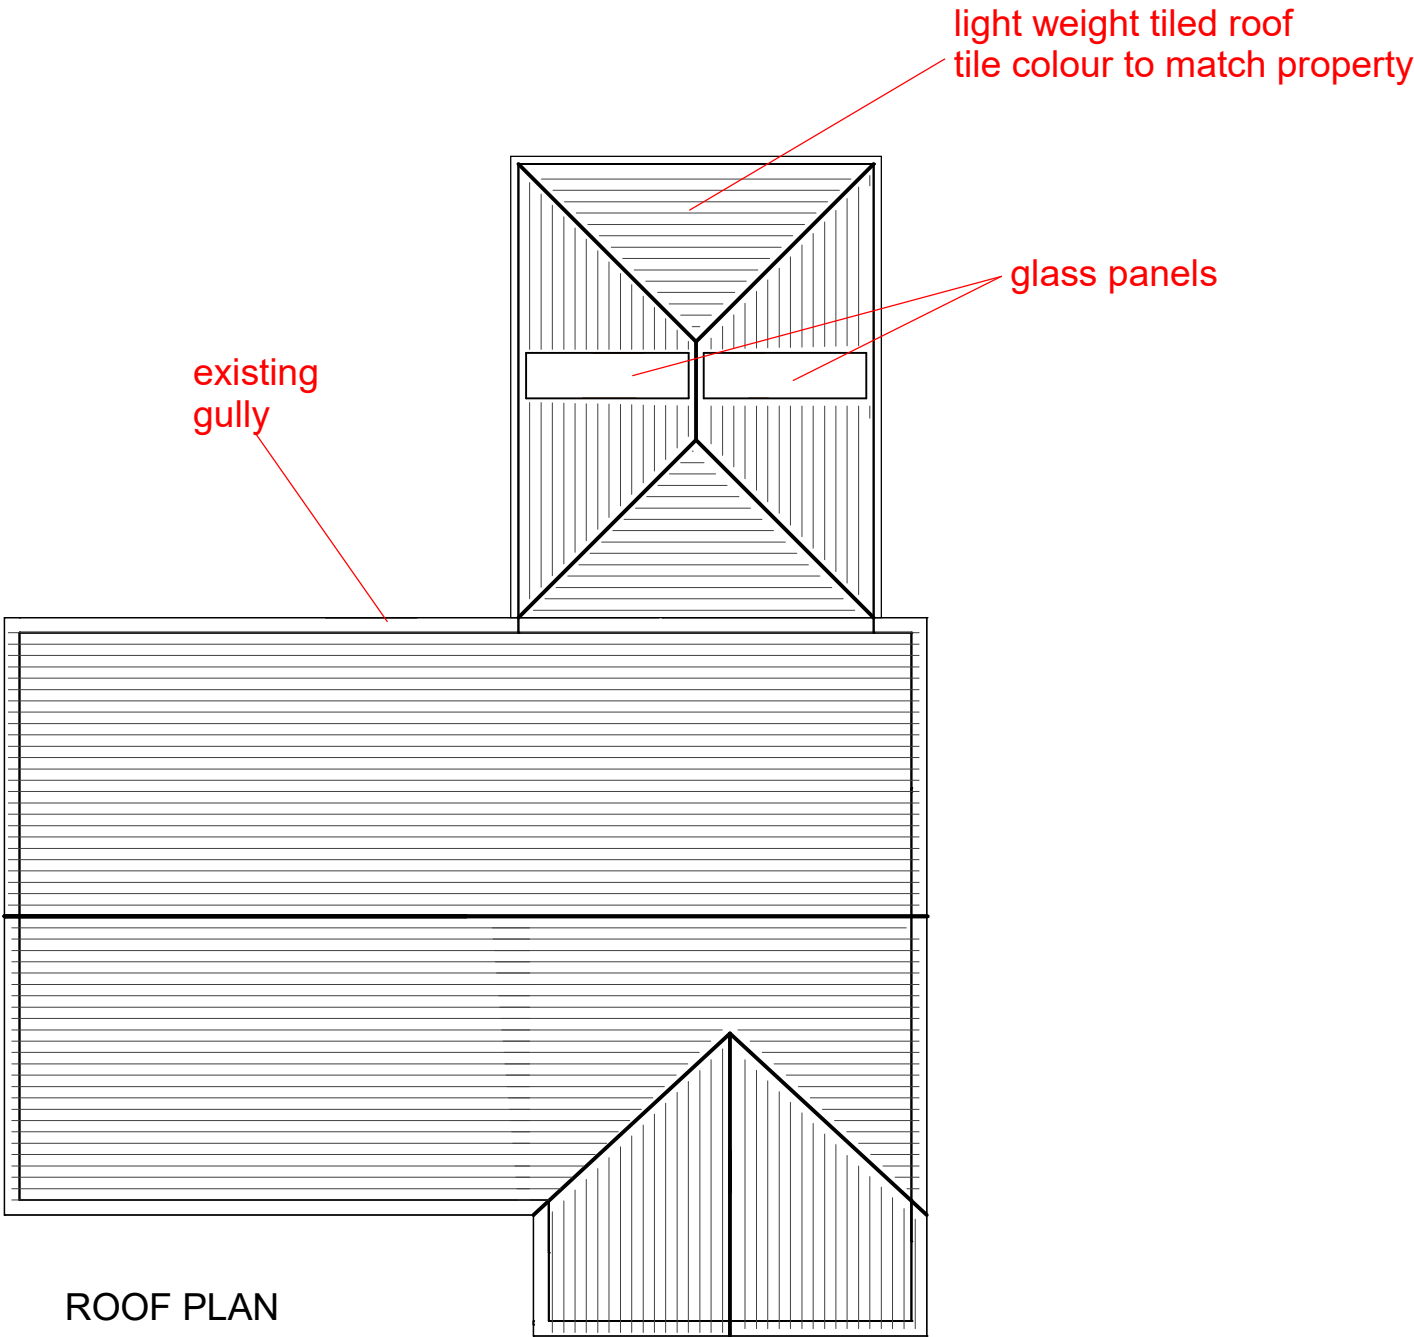 light weight tiled roof
tile colour to match property
glass panels
existing
gully
ROOF PLAN